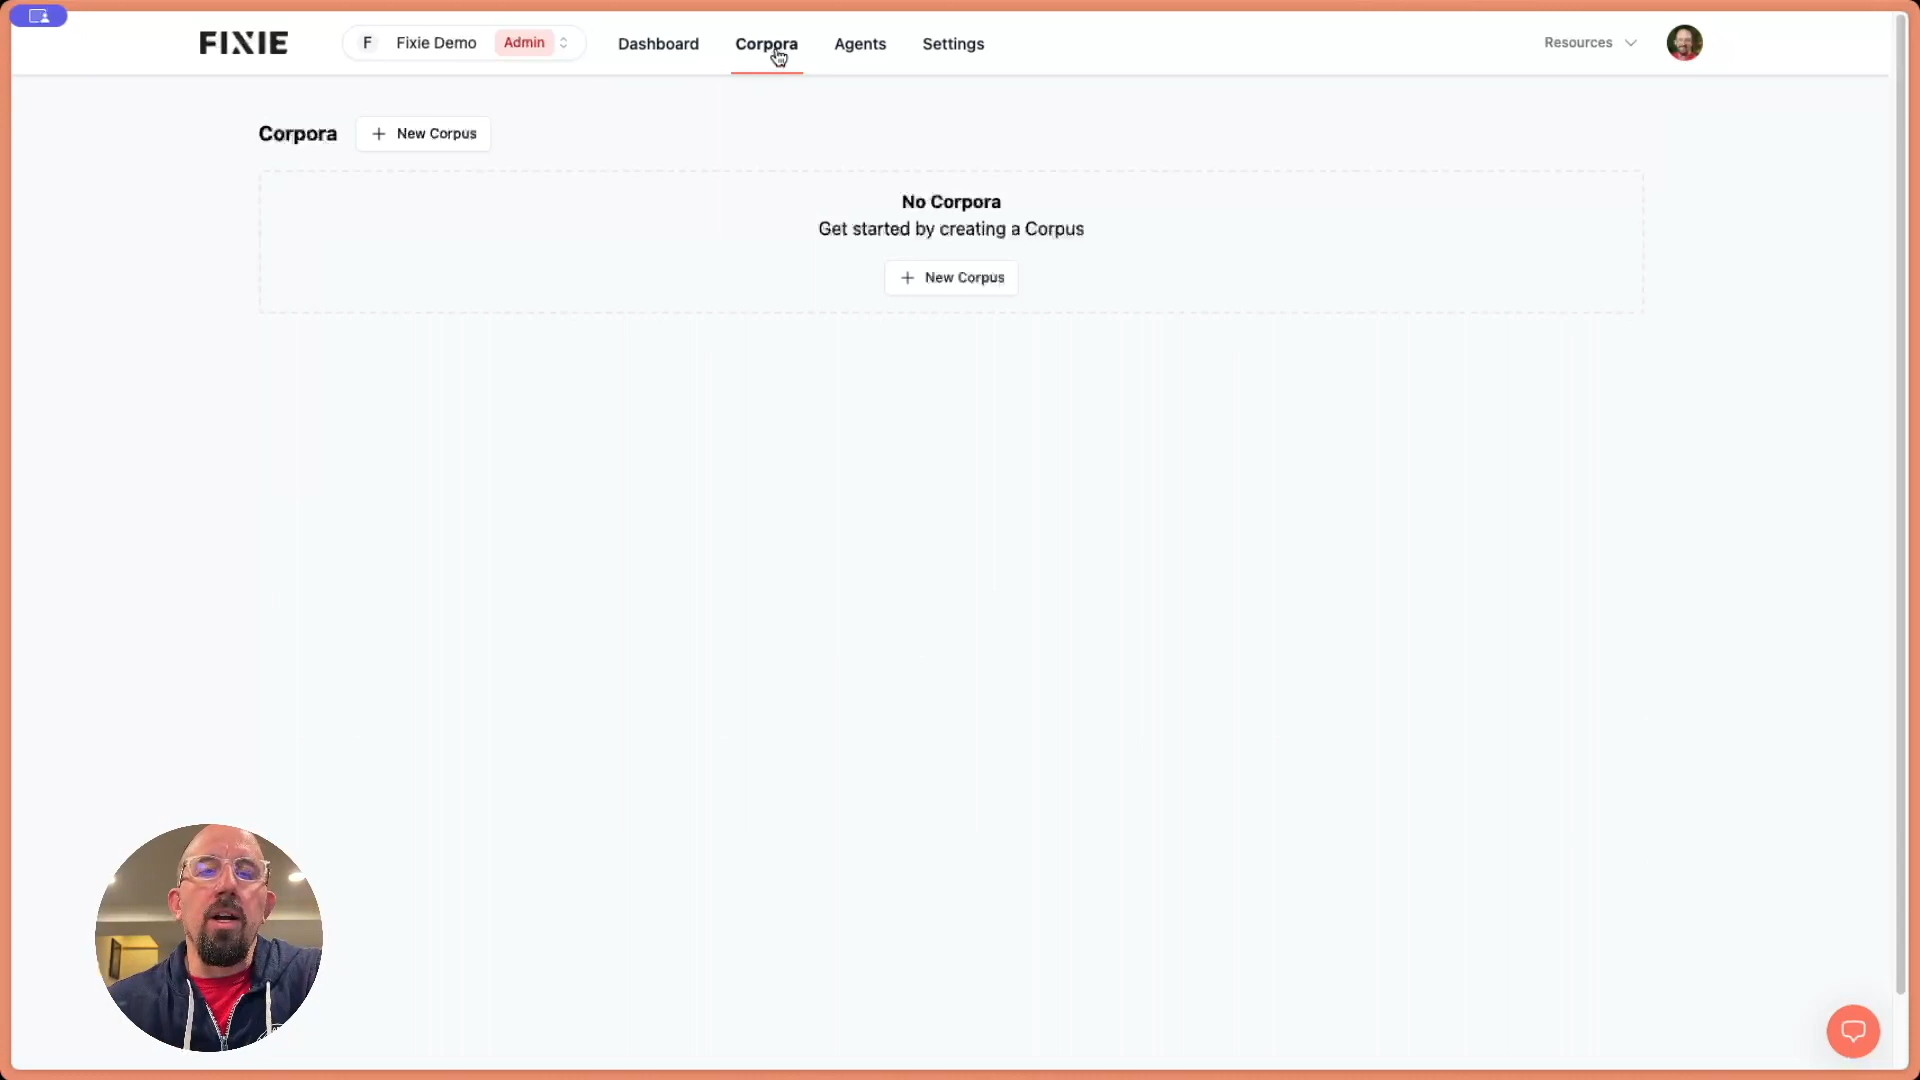 FIXIE
F Fixie Demo Admin
Dashboard
Corpora
Agents
Settings
Resources
Corpora
+ New Corpus
No Corpora
Get started by creating a Corpus
+ New Corpus